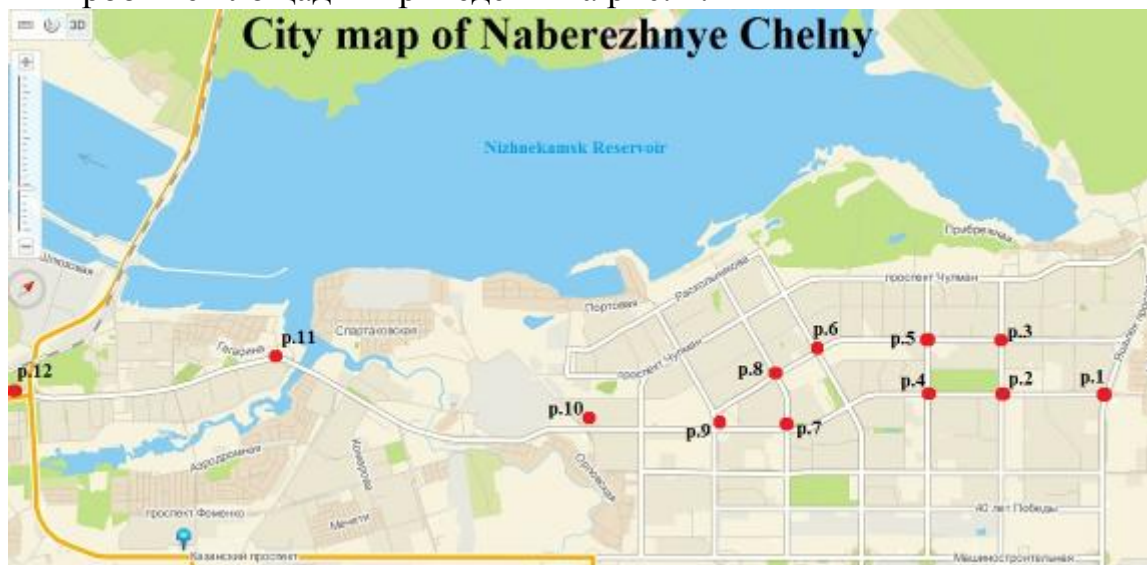 3D
City map of Naberezhnye Chelny
Nizhnekamsk Reservoir
Шлюзовая
Прибрежная
проспект Чулман
Раскольникова
Портовая
p.6
p.5
p.3
Спартаковская
p.11
Гагарина
проспект Чулман
p.12
p.8
p.4
p.2
p.1
p.10
p.9
p.7
Аэродромная
Комарова
Орловская
проспект Фоменко
Мечети
40 лет Победы
Казанский проспект
Машиностроительная